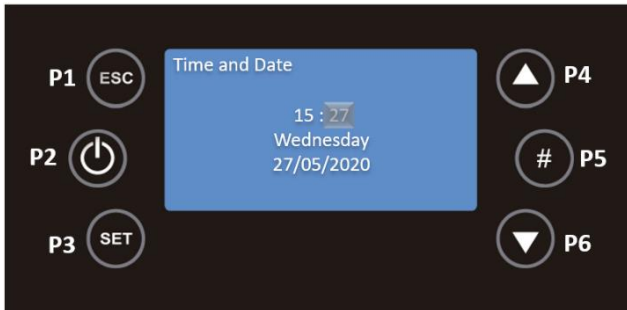 P1 ESC
P2
P3 SET
Time and Date
15 : 27
Wednesday
27/05/2020
P4
# P5
P6